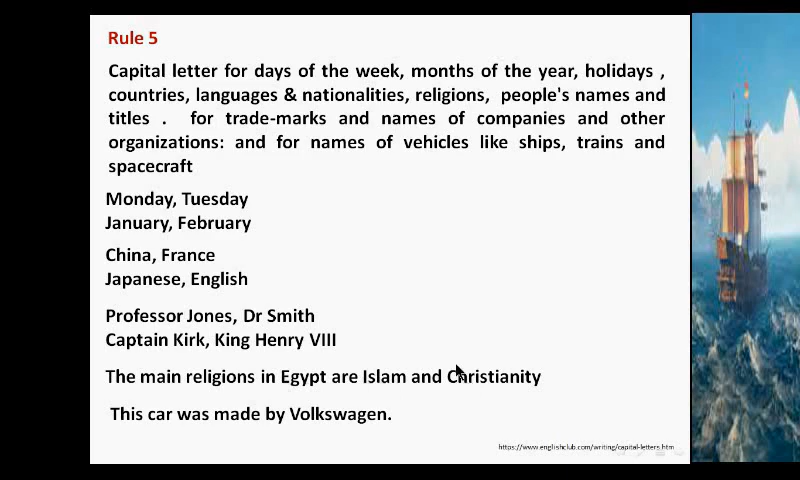 Rule 5
Capital letter for days of the week, months of the year, holidays ,
countries, languages & nationalities, religions, people's names and
titles . for trade-marks and names of companies and other
organizations: and for names of vehicles like ships, trains and
spacecraft
Monday, Tuesday
January, February
China, France
Japanese, English
Professor Jones, Dr Smith
Captain Kirk, King Henry VIII
The main religions in Egypt are Islam and Christianity
This car was made by Volkswagen.
https://www.englishclub.com/writing/capital-letters.htm